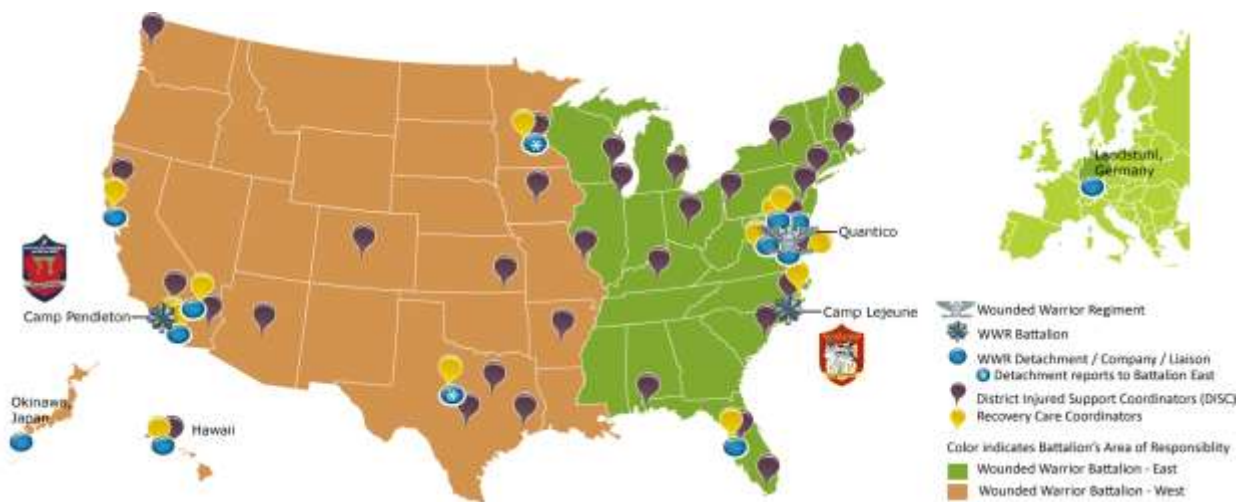 Landstuhl,
Germany
Quantico
Camp Pendleton
Camp Lejeune
Okinawa,
Japan
Hawaii
Wounded Warrior Regiment
WWR Battalion
WWR Detachment / Company / Liaison
Detachment reports to Battalion East
District Injured Support Coordinators (DISC)
Recovery Care Coordinators
Color indicates Battalion's Area of Responsiblity
Wounded Warrior Battalion - East
Wounded Warrior Battalion - West